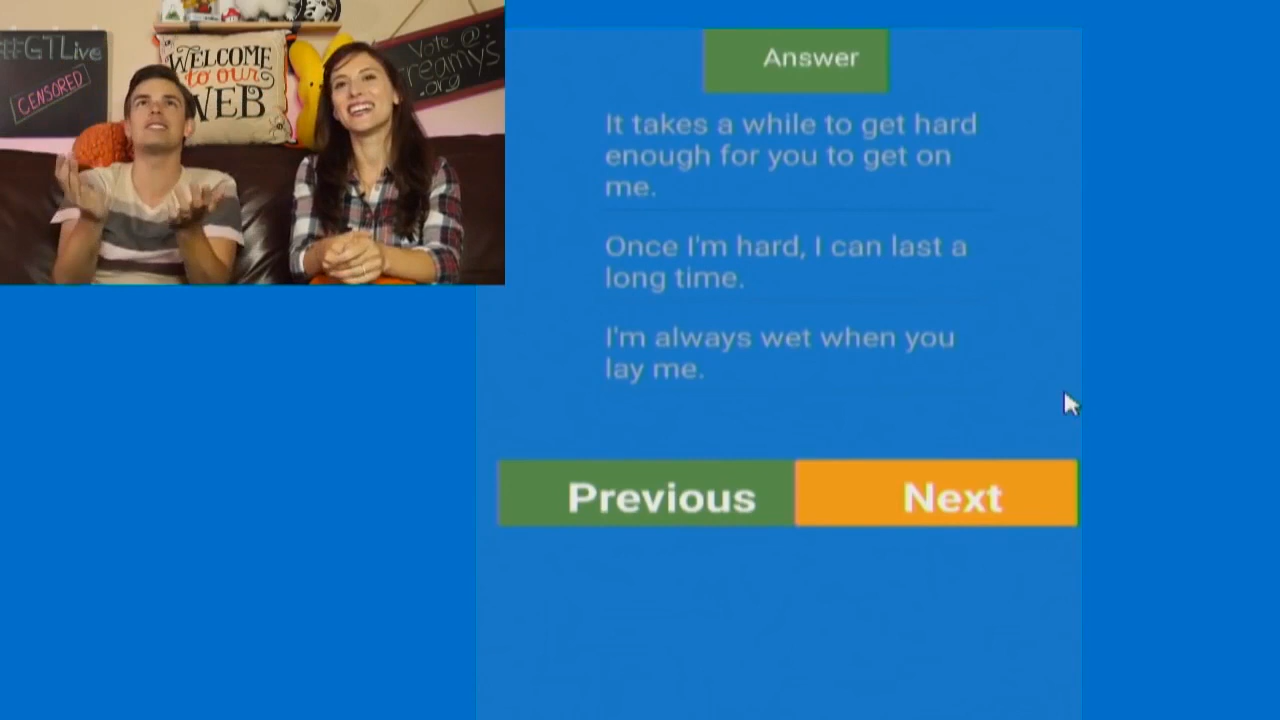 #GTLive
CENSORED
WELCOME
to our
WEB
Vote @:
.org
Answer
It takes a while to get hard
enough for you to get on
me.
Once I'm hard, I can last a
long time.
I'm always wet when you
lay me.
Previous
Next